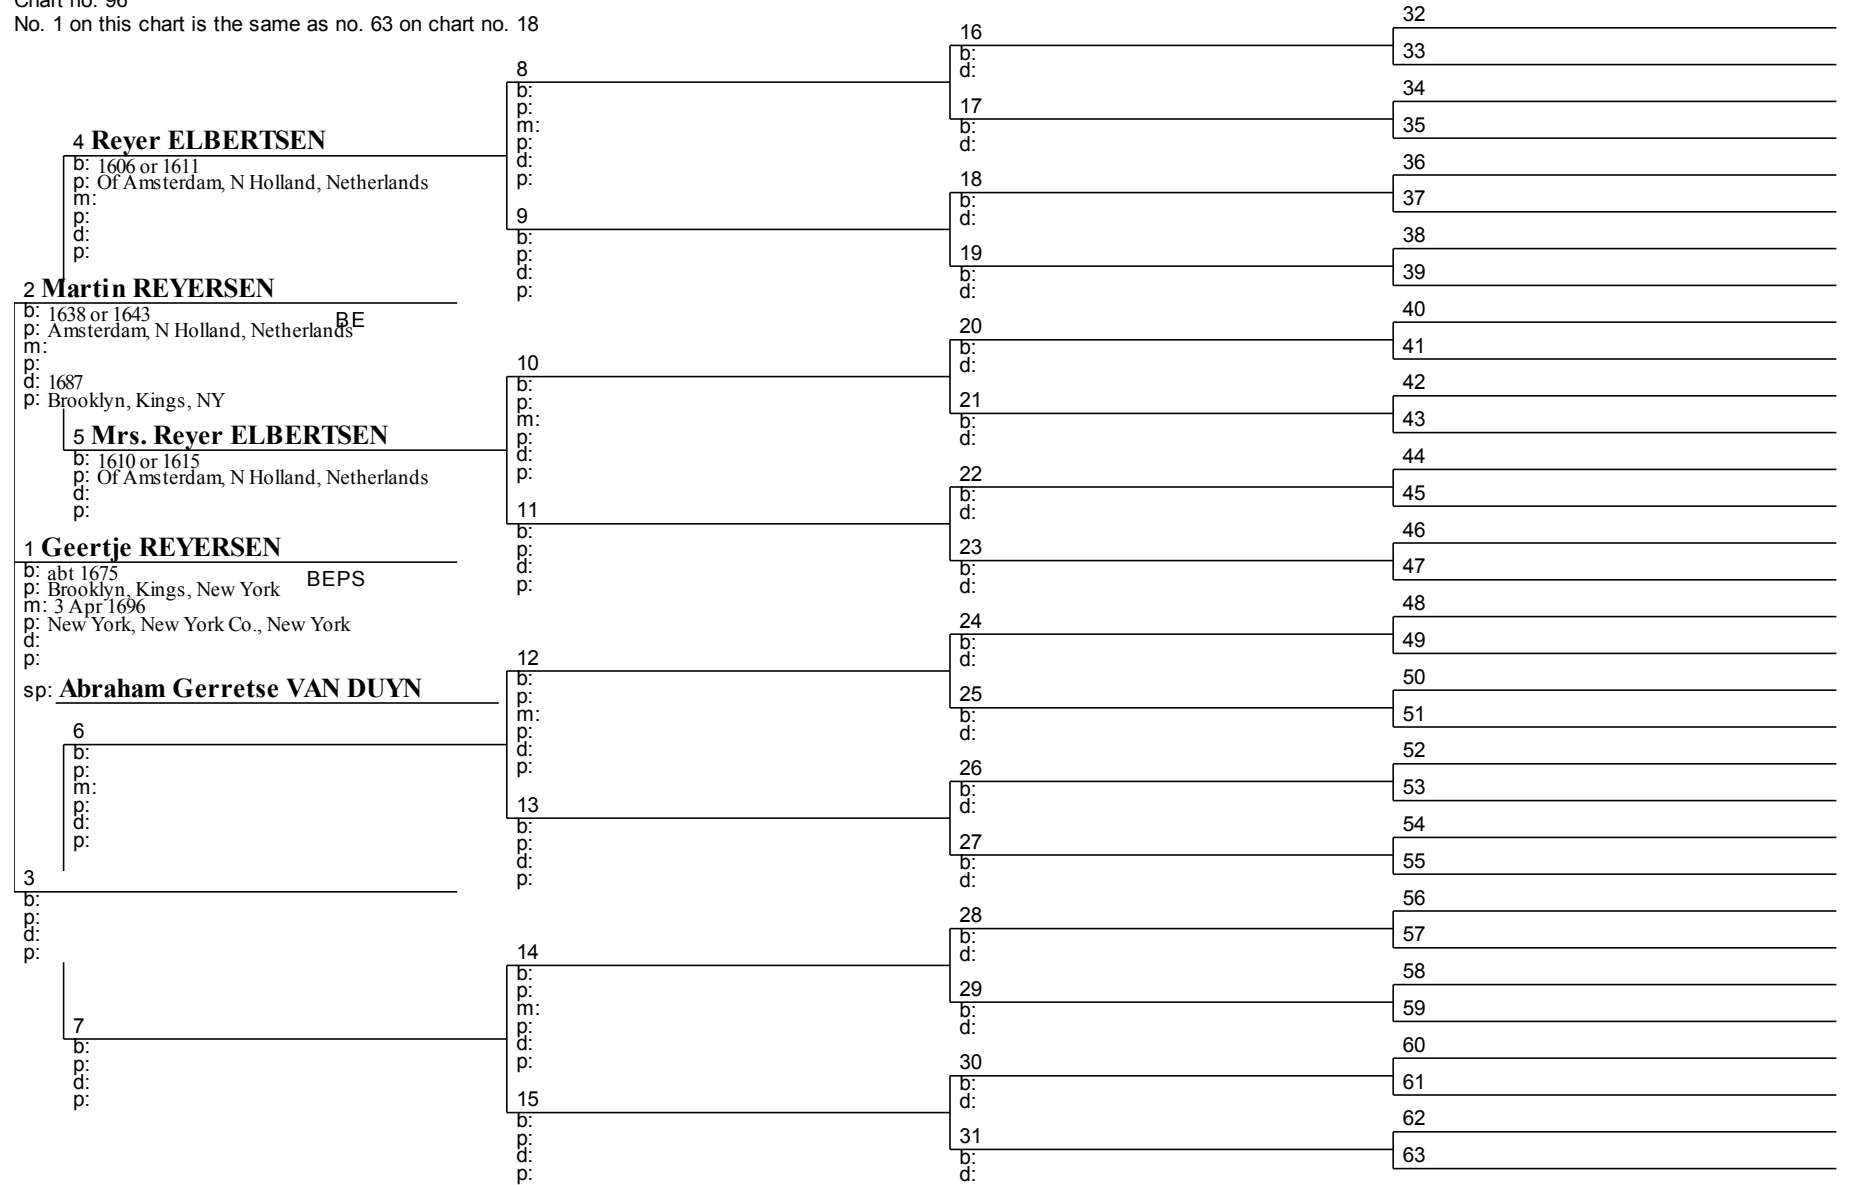 Chart no. 96
No. 1 on this chart is the same as no. 63 on chart no. 18
4 Reyer ELBERTSEN
b: 1606 or 1611
p: Of Amsterdam, N Holland, Netherlands
m:
p:
d:
p:
2 Martin REYERSEN
b: 1638 or 1643
BE
p: Amsterdam, N Holland, Netherlands
m:
p:
d: 1687
p: Brooklyn, Kings, NY
5 Mrs. Reyer ELBERTSEN
b: 1610 or 1615
p: Of Amsterdam, N Holland, Netherlands
d:
p:
1 Geertje REYERSEN
b: abt 1675
BEPS
p: Brooklyn, Kings, New York
m: 3 Apr 1696
p: New York, New York Co., New York
d:
p:
sp: Abraham Gerretse VAN DUYN
6
b:
p:
m:
p:
d:
p:
3
b:
p:
d:
p:
7
b:
p:
d:
p:
8
b:
p:
m:
p:
d:
p:
9
b:
p:
d:
p:
10
b:
p:
m:
p:
d:
p:
11
b:
p:
d:
p:
12
b:
p:
m:
p:
d:
p:
13
b:
p:
d:
p:
14
b:
p:
m:
p:
d:
p:
15
b:
p:
d:
p:
16
b:
d:
17
b:
d:
18
b:
d:
19
b:
d:
20
b:
d:
21
b:
d:
22
b:
d:
23
b:
d:
24
b:
d:
25
b:
d:
26
b:
d:
27
b:
d:
28
b:
d:
29
b:
d:
30
b:
d:
31
b:
d:
32
33
34
35
36
37
38
39
40
41
42
43
44
45
46
47
48
49
50
51
52
53
54
55
56
57
58
59
60
61
62
63